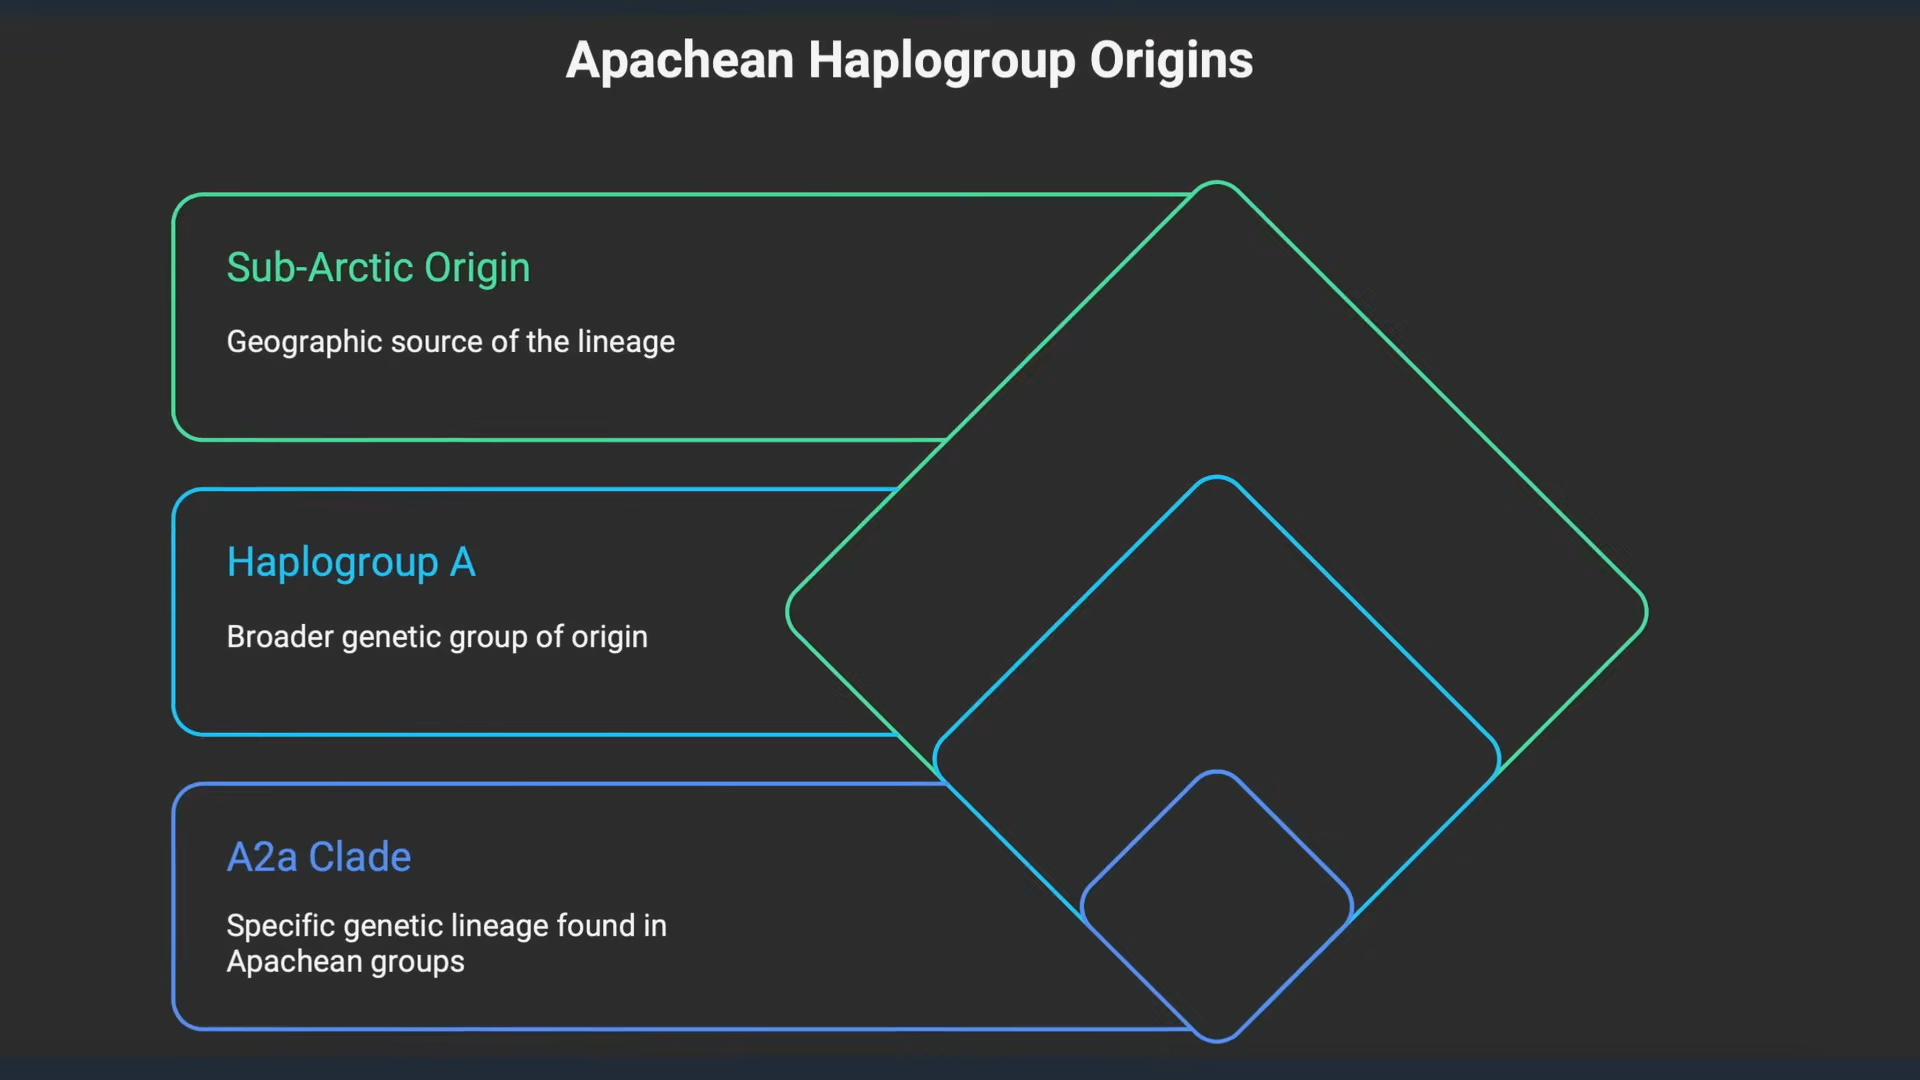 Apachean Haplogroup Origins
Sub-Arctic Origin
Geographic source of the lineage
Haplogroup A
Broader genetic group of origin
A2a Clade
Specific genetic lineage found in
Apachean groups